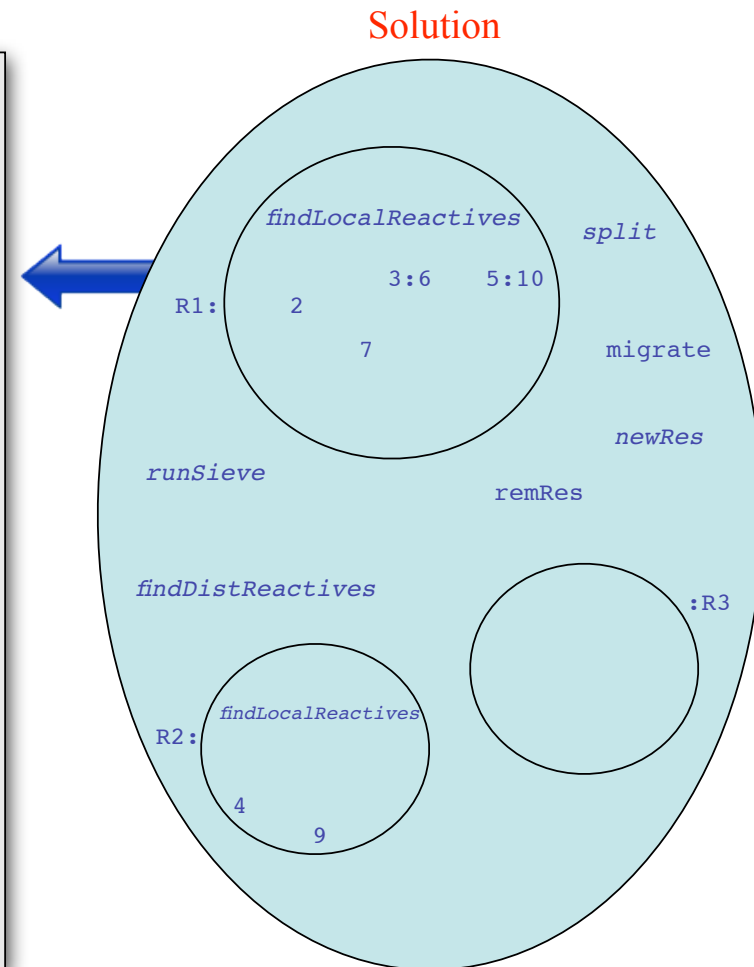 Solution
findLocalReactives
split
3:6 5:10
R1: 2
7
migrate
newRes
runSieve
remRes
findDistReactives
:R3
findLocalReactives
R2:
4
9